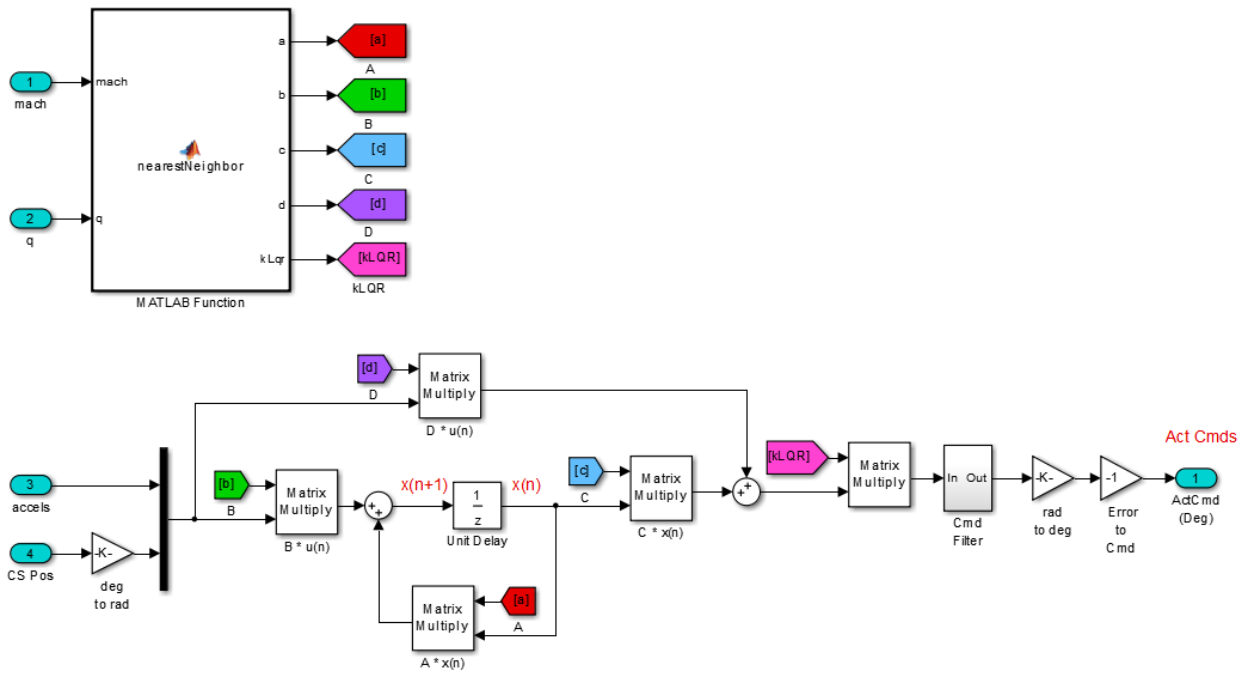 a
[a]
A
1
mach
mach
b
[b]
B
nearestNeighbor
c
[c]
C
2
q
q
d
[d]
D
kLqr
[kLQR]
kLQR
MATLAB Function
[d]
D
Matrix
Multiply
D * u(n)
3
accels
4
CS Pos
-K-
deg
to rad
[b]
B
Matrix
Multiply
B * u(n)
+
+
x(n+1)
1
z
Unit Delay
x(n)
[c]
C
Matrix
Multiply
C * x(n)
Matrix
Multiply
A * x(n)
[a]
A
+
+
[kLQR]
Matrix
Multiply
In Out
Cmd
Filter
-K-
rad
to deg
-1
Error
to
Cmd
Act Cmds
1
ActCmd
(Deg)